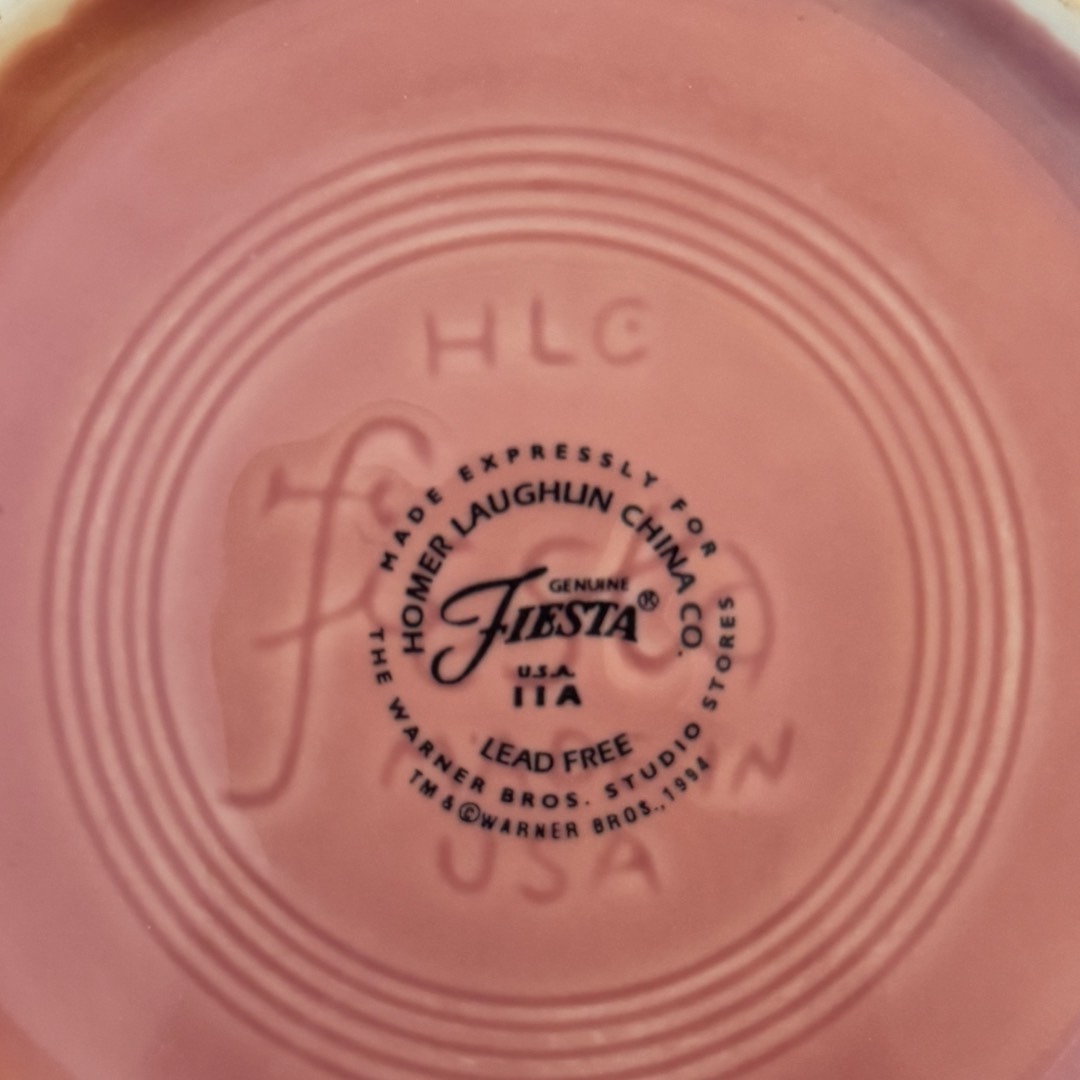 HLC
MADE EXPRESSLY FOR
HOMER LAUGHLIN CHINA CO.
GENUINE
FIESTA®
U.S.A.
IIA
LEAD FREE
THE WARNER BROS. STUDIO STORES
TM & ©WARNER BROS., 1994
USA